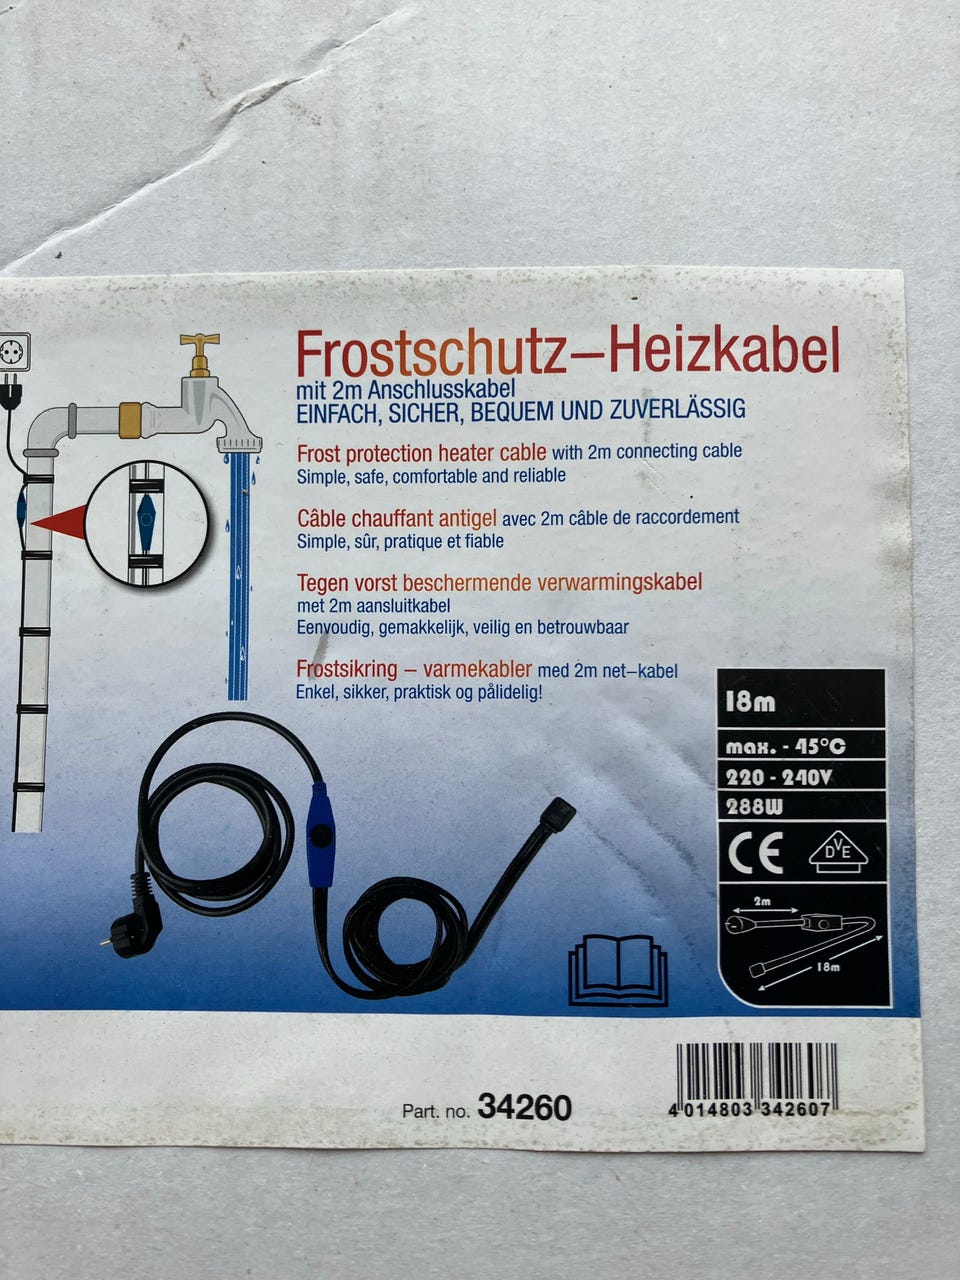 Frostschutz–Heizkabel
mit 2m Anschlusskabel
EINFACH, SICHER, BEQUEM UND ZUVERLÄSSIG
Frost protection heater cable with 2m connecting cable
Simple, safe, comfortable and reliable
Câble chauffant antigel avec 2m câble de raccordement
Simple, sûr, pratique et fiable
Tegen vorst beschermende verwarmingskabel
met 2m aansluitkabel
Eenvoudig, gemakkelijk, veilig en betrouwbaar
Frostsikring – varmekabler med 2m net–kabel
Enkel, sikker, praktisk og pålidelig!
18m
max. - 45°C
220 - 240V
288W
CE DVE
2m
18m
Part. no. 34260
4 014803 342607